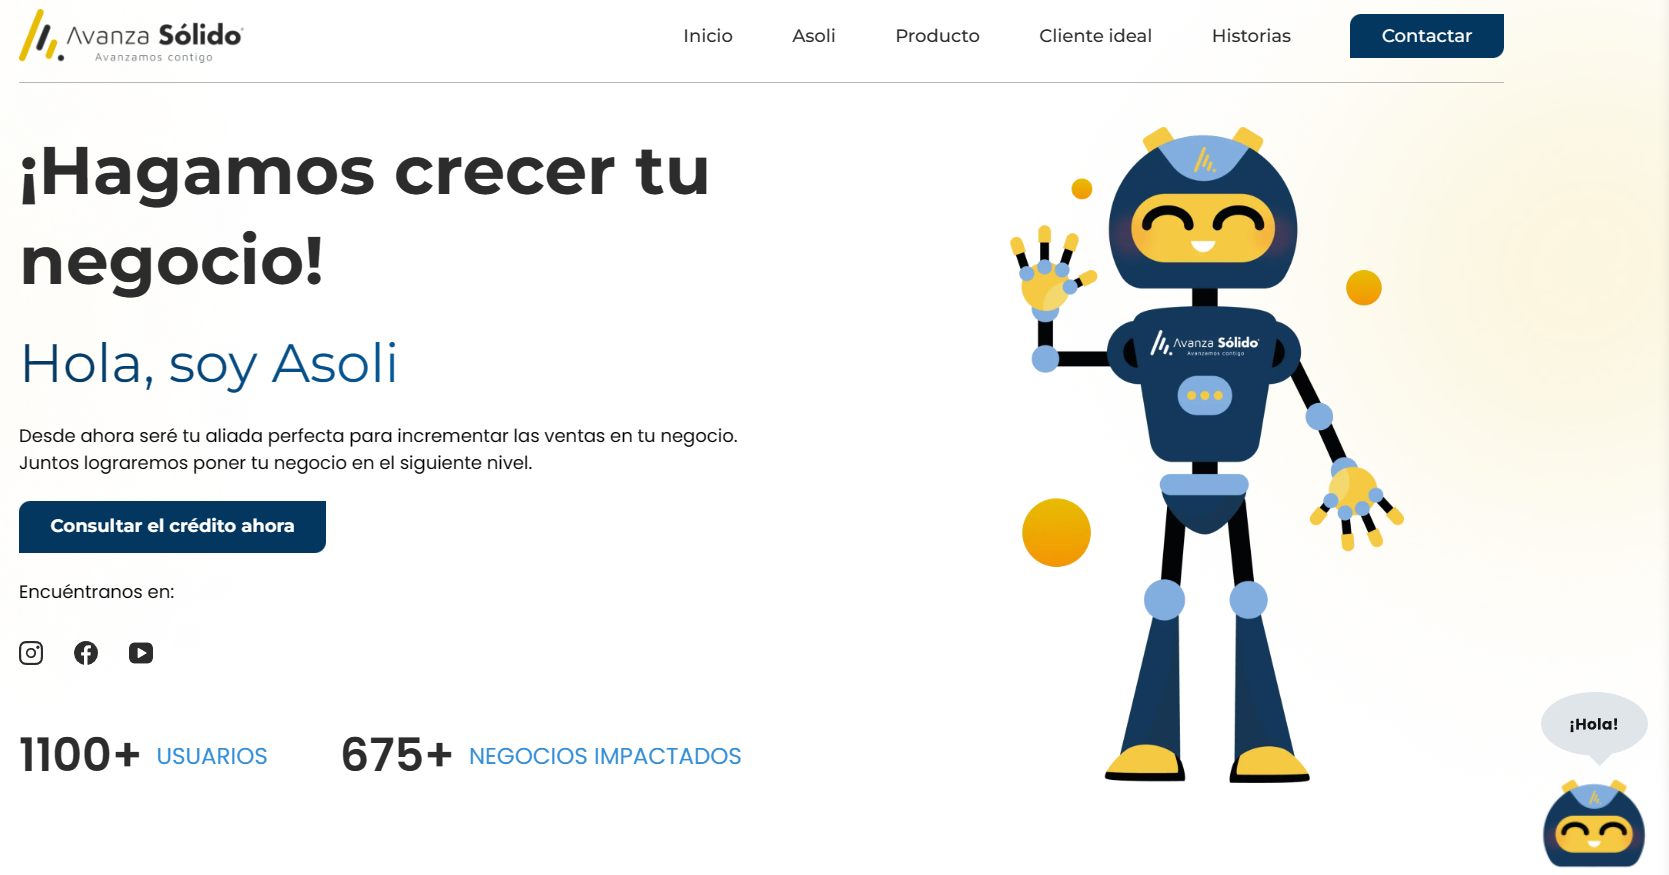 Avanza Sólido
Avanzamos contigo
Inicio
Asoli
Producto
Cliente ideal
Historias
Contactar
¡Hagamos crecer tu
negocio!
Hola, soy Asoli
Desde ahora seré tu aliada perfecta para incrementar las ventas en tu negocio.
Juntos lograremos poner tu negocio en el siguiente nivel.
Consultar el crédito ahora
Encuéntranos en:
1100+ USUARIOS
675+ NEGOCIOS IMPACTADOS
Avanza Sólido
Avanzamos contigo
¡Hola!